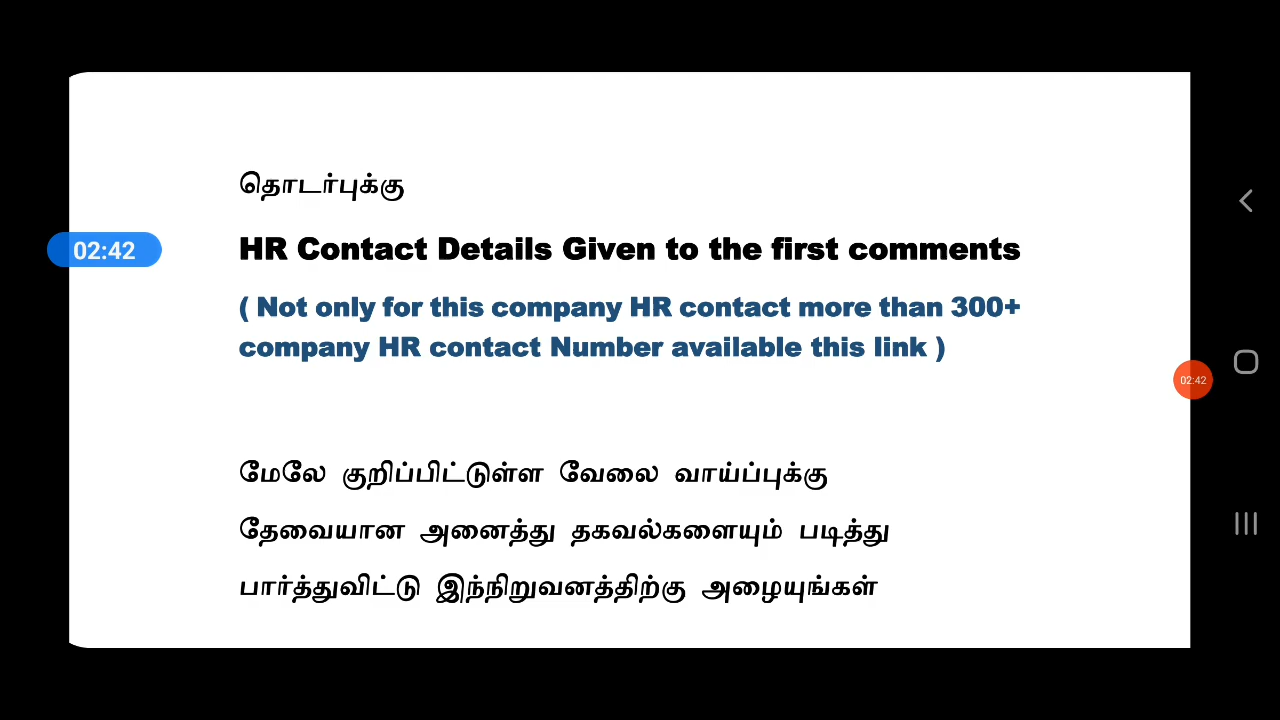 தொடர்புக்கு
HR Contact Details Given to the first comments
02:42
( Not only for this company HR contact more than 300+
company HR contact Number available this link )
02:42
மேலே குறிப்பிட்டுள்ள வேலை வாய்ப்புக்கு
தேவையான அனைத்து தகவல்களையும் படித்து
பார்த்துவிட்டு இந்நிறுவனத்திற்கு அழையுங்கள்